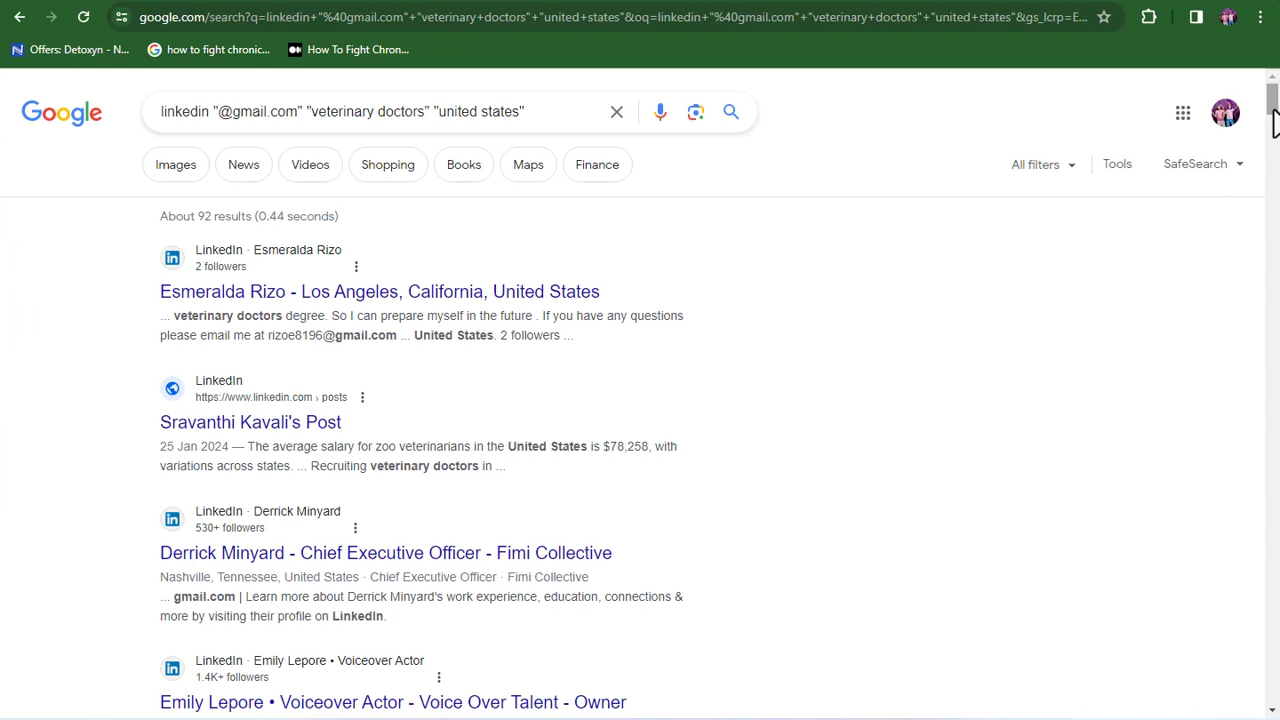 google.com/search?q=linkedin+"%40gmail.com"+"veterinary+doctors"+"united+states"&oq=linkedin+"%40gmail.com"+"veterinary+doctors"+"united+states"&gs_lcrp=E...
Offers: Detoxyn - N...
how to fight chronic...
How To Fight Chron...
Google
linkedin "@gmail.com" "veterinary doctors" "united states"
Images
News
Videos
Shopping
Books
Maps
Finance
All filters
Tools
SafeSearch
About 92 results (0.44 seconds)
LinkedIn · Esmeralda Rizo
2 followers
Esmeralda Rizo - Los Angeles, California, United States
... veterinary doctors degree. So I can prepare myself in the future . If you have any questions
please email me at rizoe8196@gmail.com ... United States. 2 followers ...
LinkedIn
https://www.linkedin.com › posts
Sravanthi Kavali's Post
25 Jan 2024 — The average salary for zoo veterinarians in the United States is $78,258, with
variations across states. ... Recruiting veterinary doctors in ...
LinkedIn · Derrick Minyard
530+ followers
Derrick Minyard - Chief Executive Officer - Fimi Collective
Nashville, Tennessee, United States · Chief Executive Officer · Fimi Collective
... gmail.com | Learn more about Derrick Minyard's work experience, education, connections &
more by visiting their profile on LinkedIn.
LinkedIn · Emily Lepore • Voiceover Actor
1.4K+ followers
Emily Lepore • Voiceover Actor - Voice Over Talent - Owner